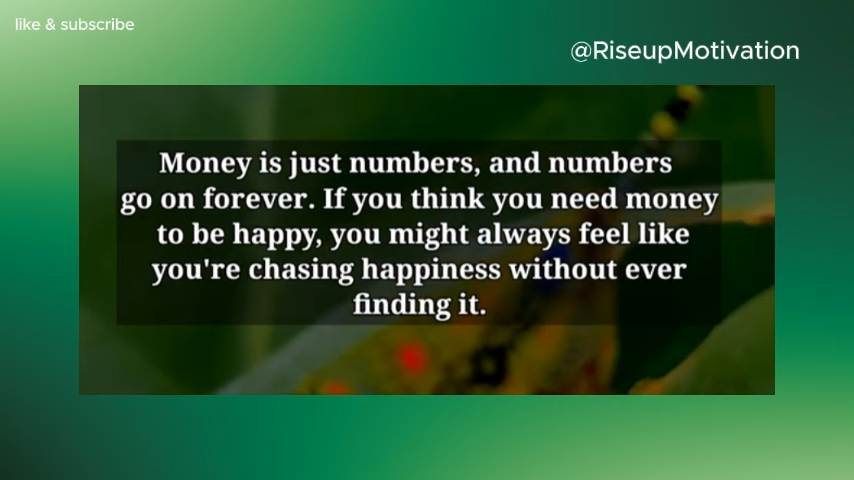 like & subscribe
@RiseupMotivation
Money is just numbers, and numbers
go on forever. If you think you need money
to be happy, you might always feel like
you're chasing happiness without ever
finding it.